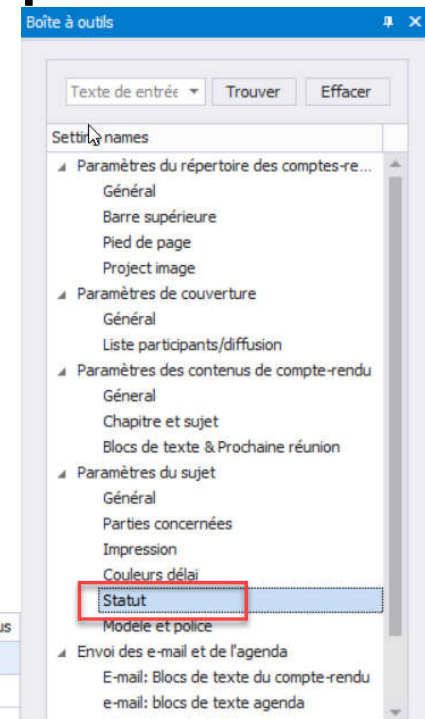 Boîte à outils
Texte de entrée
Trouver
Effacer
Setting names
Paramètres du répertoire des comptes-re...
Général
Barre supérieure
Pied de page
Project image
Paramètres de couverture
Général
Liste participants/diffusion
Paramètres des contenus de compte-rendu
Géneral
Chapitre et sujet
Blocs de texte & Prochaine réunion
Paramètres du sujet
Général
Parties concernées
Impression
Couleurs délai
Statut
us
Modèle et police
Envoi des e-mail et de l'agenda
E-mail: Blocs de texte du compte-rendu
e-mail: blocs de texte agenda